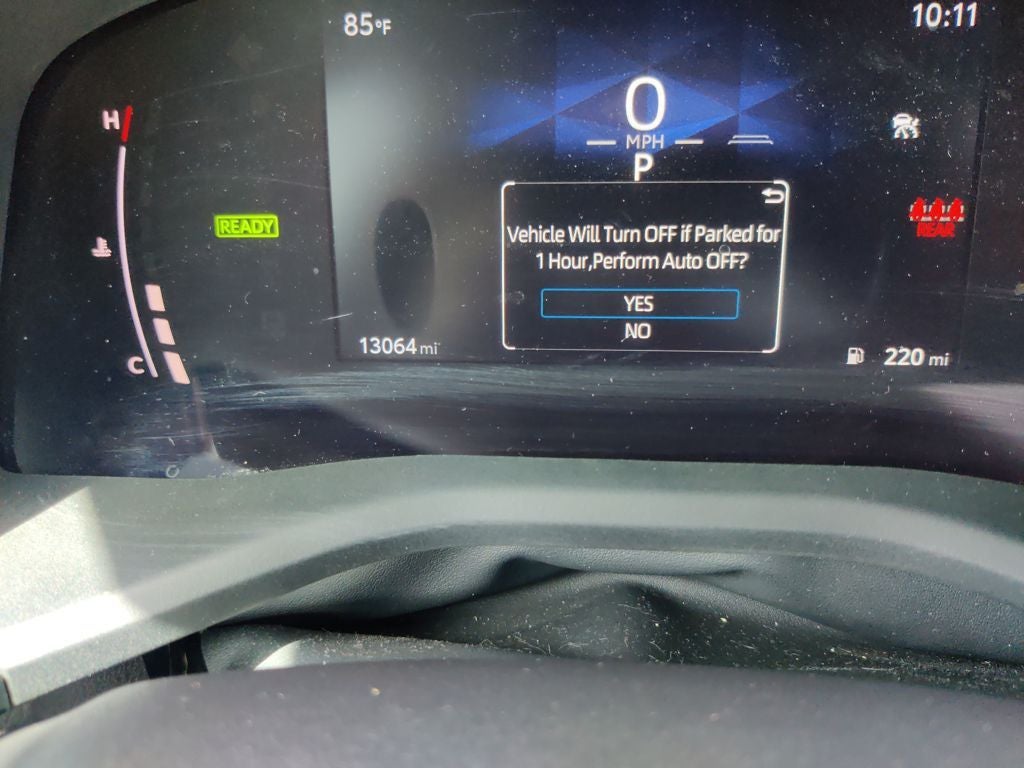 85°F
10:11
H
0
MPH
P
READY
REAR
Vehicle Will Turn OFF if Parked for
1 Hour,Perform Auto OFF?
YES
NO
C
13064 mi
220 mi